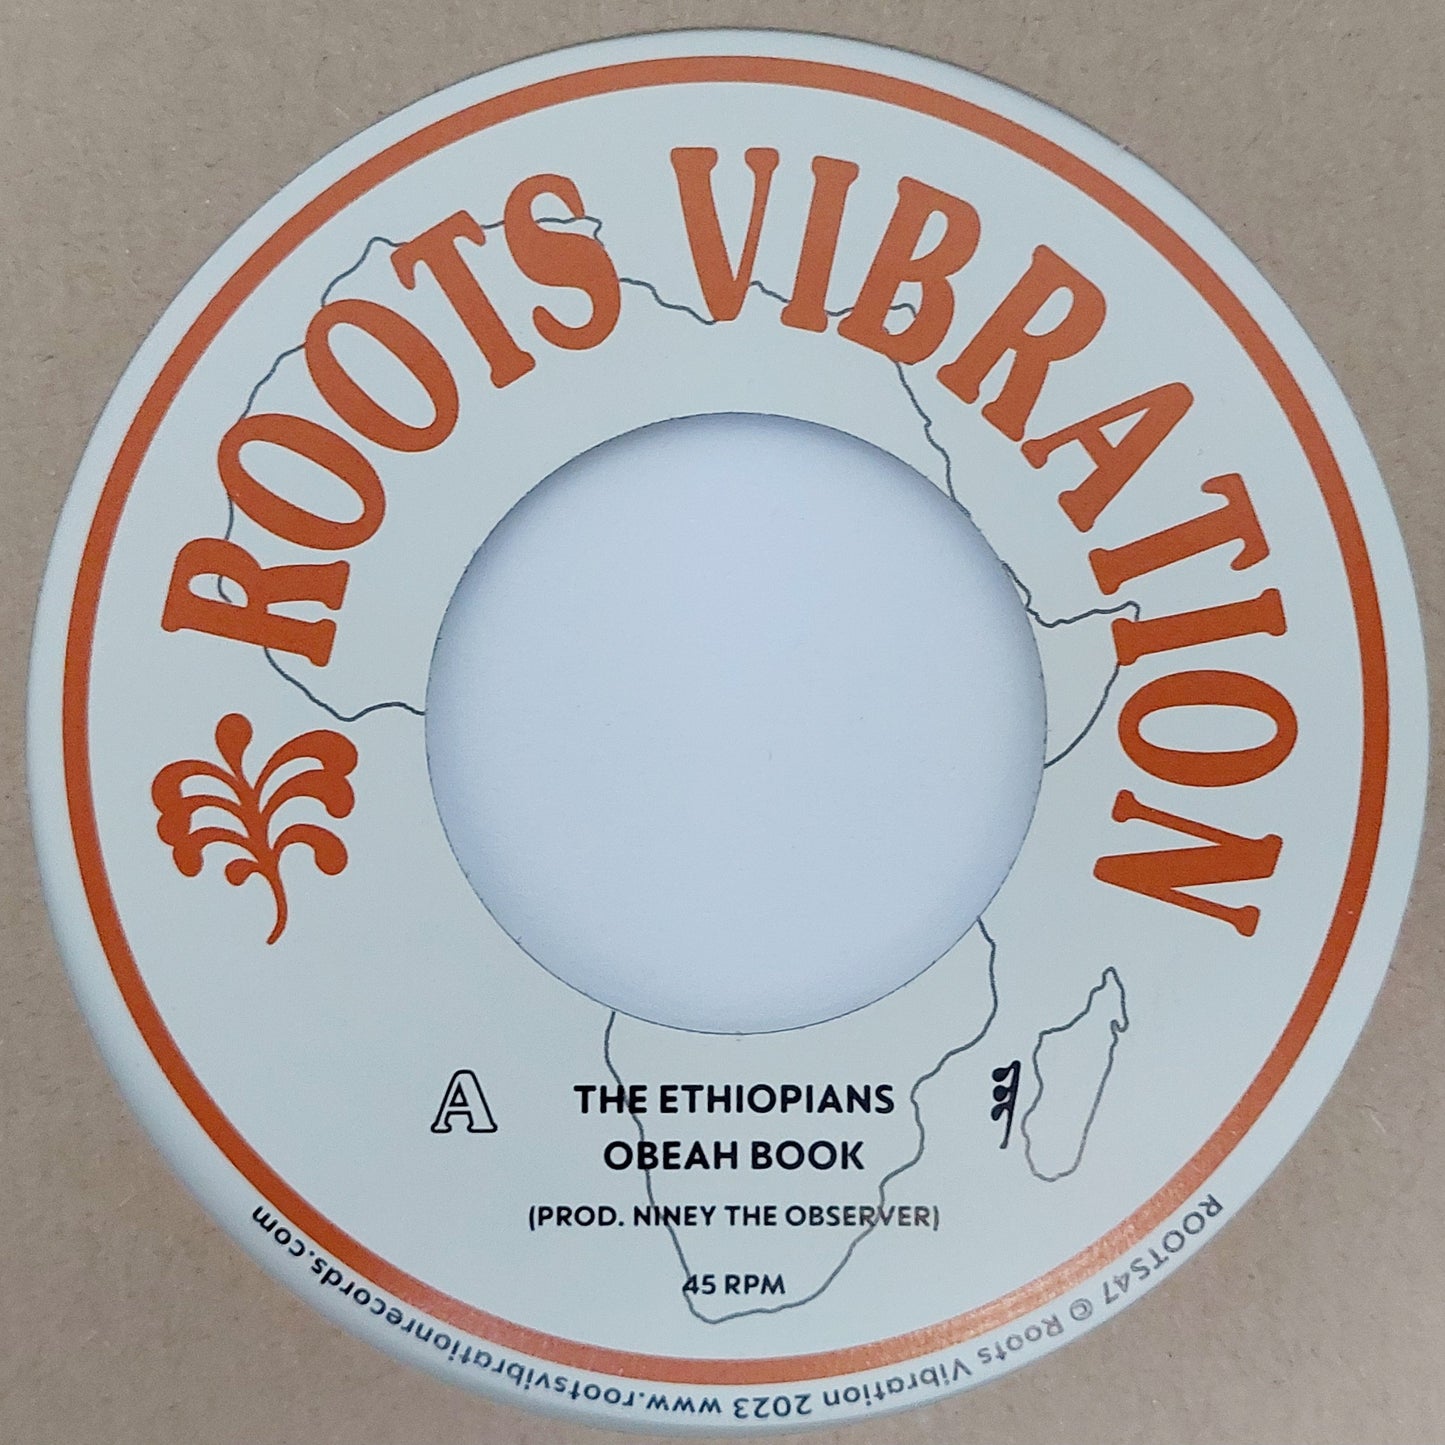 ROOTS VIBRATION
A
THE ETHIOPIANS
OBEAH BOOK
(PROD. NINEY THE OBSERVER)
45 RPM
ROOTS47 © Roots Vibration 2023 www.rootsvibrationrecords.com